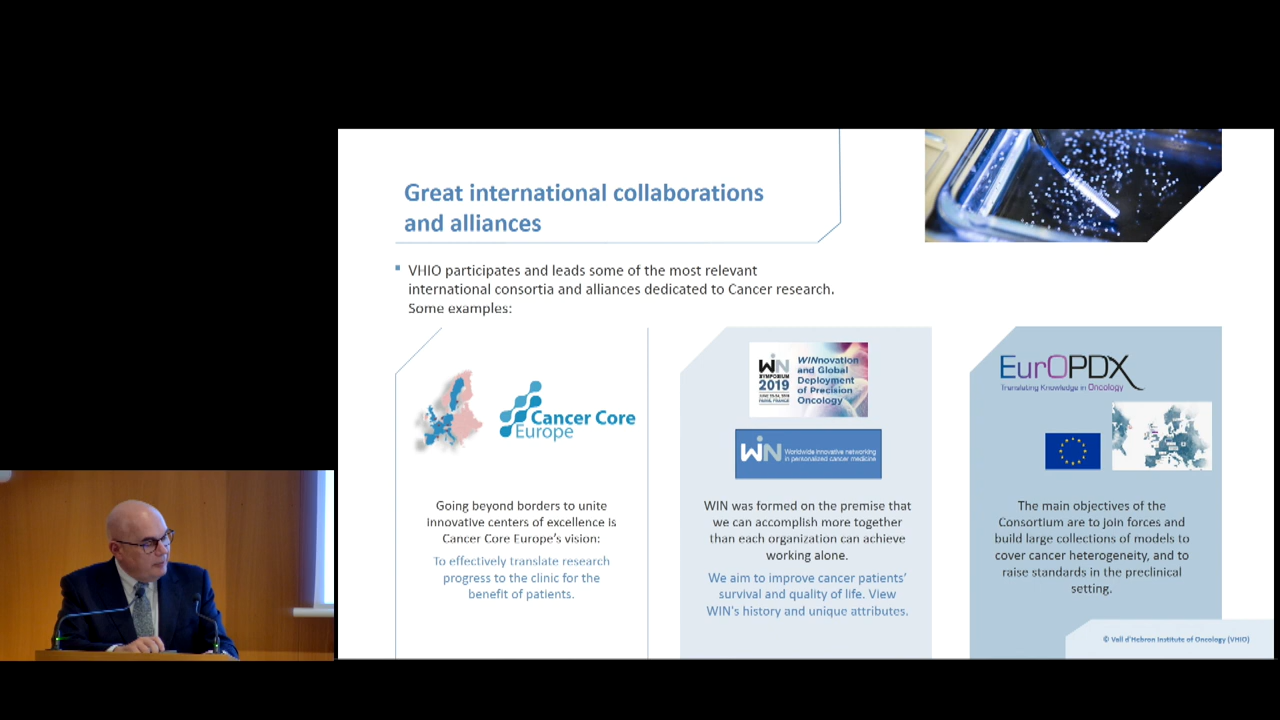 Great international collaborations
and alliances
VHIO participates and leads some of the most relevant
international consortia and alliances dedicated to Cancer research.
Some examples:
Cancer Core
Europe
Going beyond borders to unite
innovative centers of excellence is
Cancer Core Europe's vision:
To effectively translate research
progress to the clinic for the
benefit of patients.
WIN
SYMPOSIUM
2019
PARIS, FRANCE
WINnovation
and Global
Deployment
of Precision
Oncology
WIN
Worldwide innovative networking
in personalized cancer medicine
WIN was formed on the premise that
we can accomplish more together
than each organization can achieve
working alone.
We aim to improve cancer patients'
survival and quality of life. View
WIN's history and unique attributes.
EurOPDX
Translating Knowledge in Oncology
The main objectives of the
Consortium are to join forces and
build large collections of models to
cover cancer heterogeneity, and to
raise standards in the preclinical
setting.
© Vall d'Hebron Institute of Oncology (VHIO)